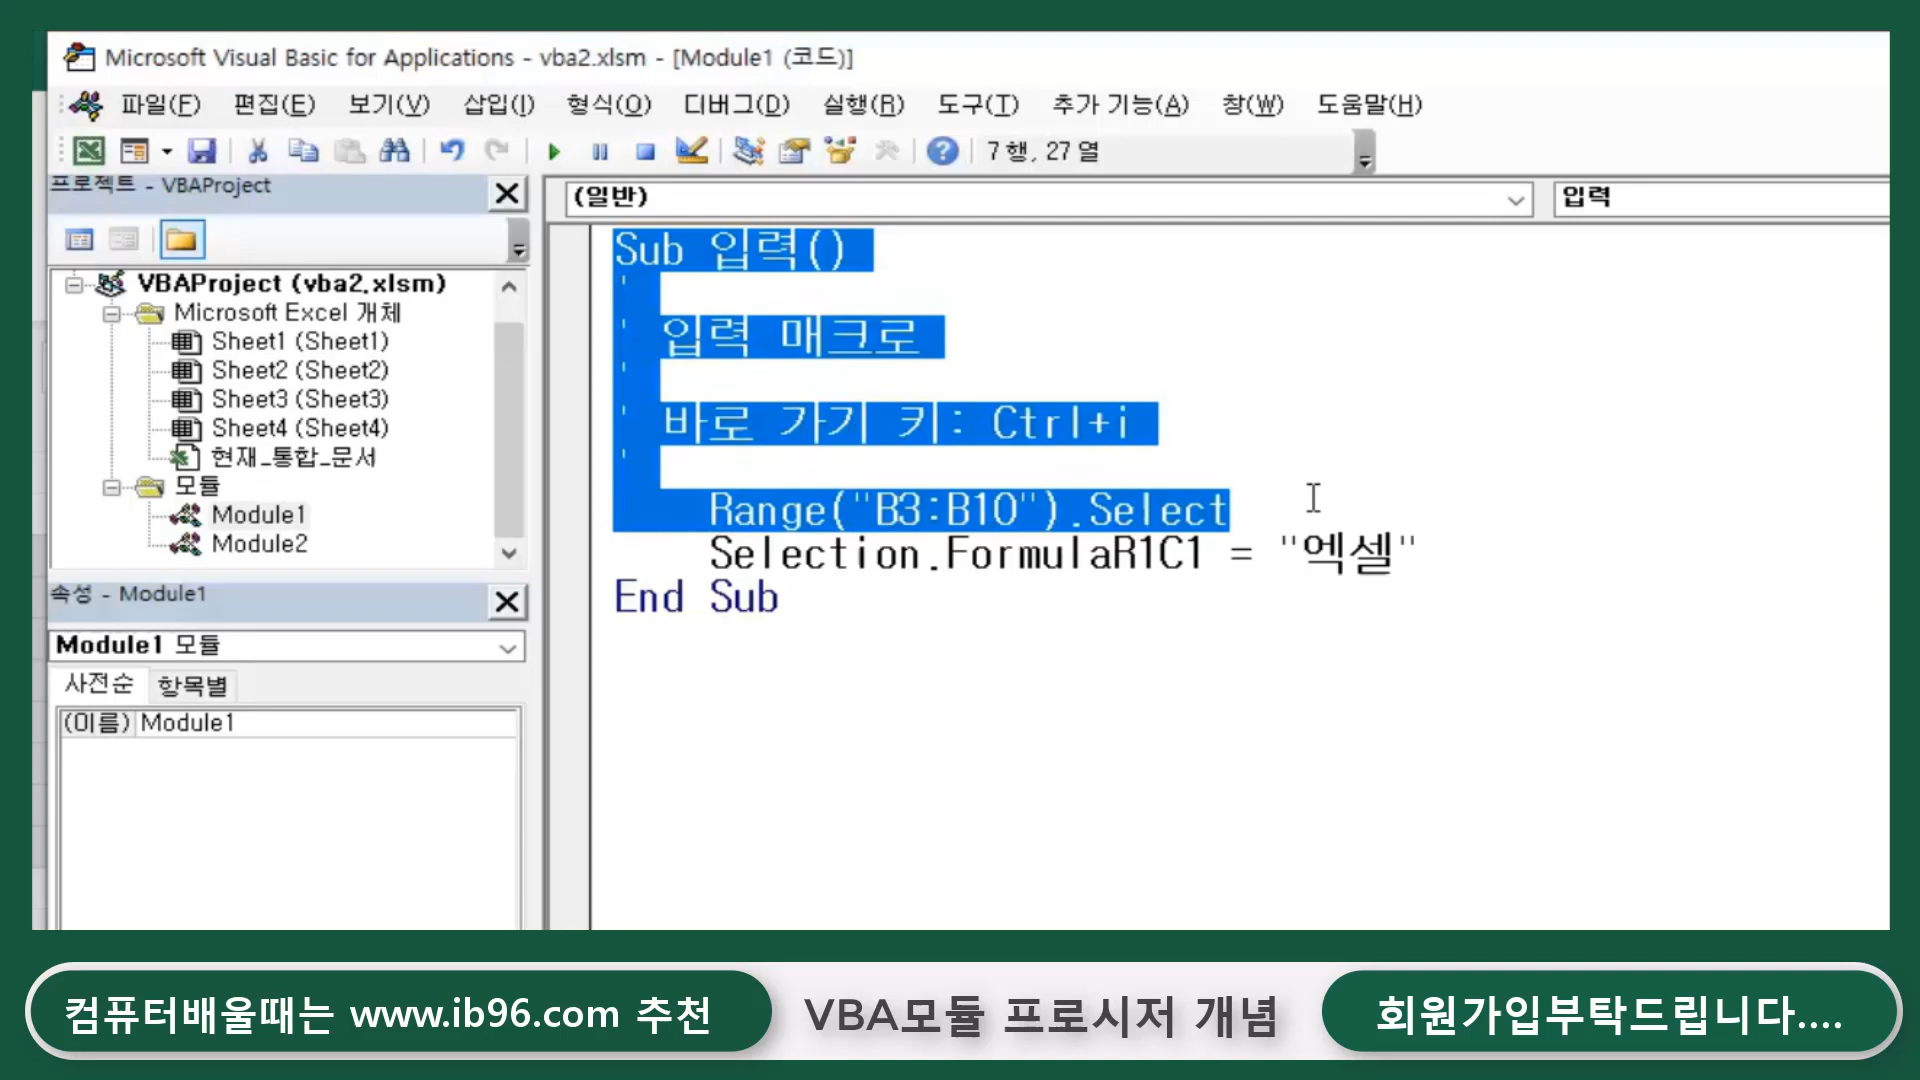 Microsoft Visual Basic for Applications - vba2.xlsm - [Module1 (코드)]
파일(F) 편집(E) 보기(V) 삽입(I) 형식(O) 디버그(D) 실행(R) 도구(T) 추가 기능(A) 창(W) 도움말(H)
7 행, 27 열
프로젝트 - VBAProject
(일반)
입력
VBAProject (vba2.xlsm)
Microsoft Excel 개체
Sheet1 (Sheet1)
Sheet2 (Sheet2)
Sheet3 (Sheet3)
Sheet4 (Sheet4)
현재_통합_문서
모듈
Module1
Module2
속성 - Module1
Module1 모듈
사전순 항목별
(이름) Module1
Sub 입력()
'
' 입력 매크로
'
' 바로 가기 키: Ctrl+i
'
Range("B3:B10").Select
Selection.FormulaR1C1 = "엑셀"
End Sub
컴퓨터배울때는 www.ib96.com 추천
VBA모듈 프로시저 개념
회원가입부탁드립니다....